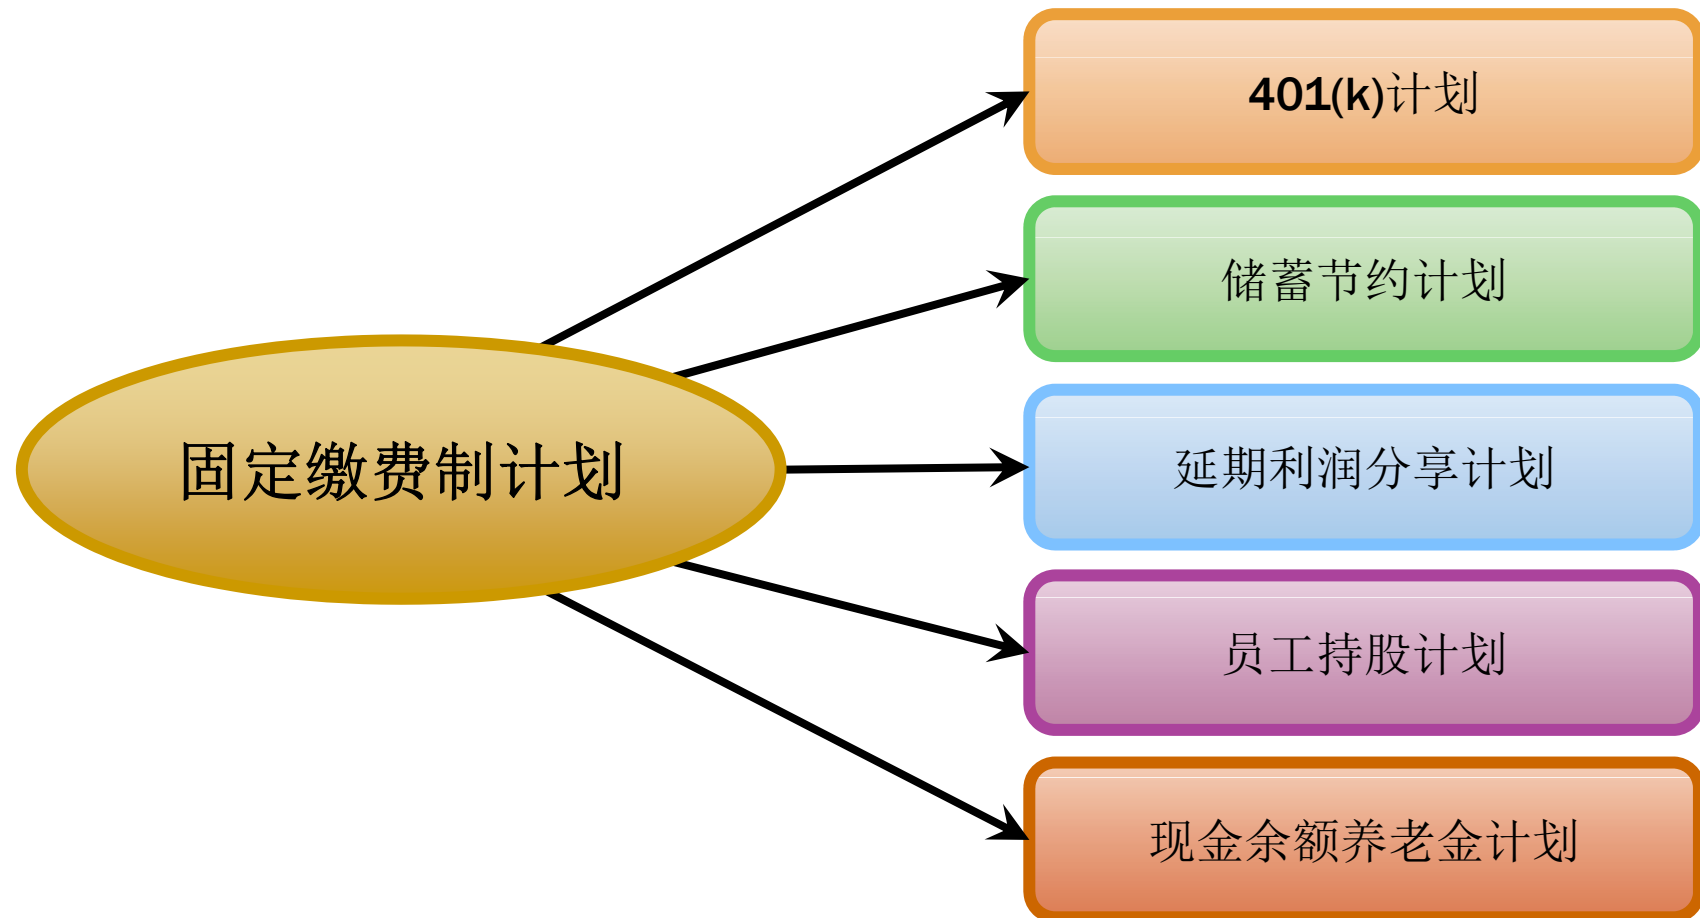 401(k)计划
储蓄节约计划
固定缴费制计划
延期利润分享计划
员工持股计划
现金余额养老金计划